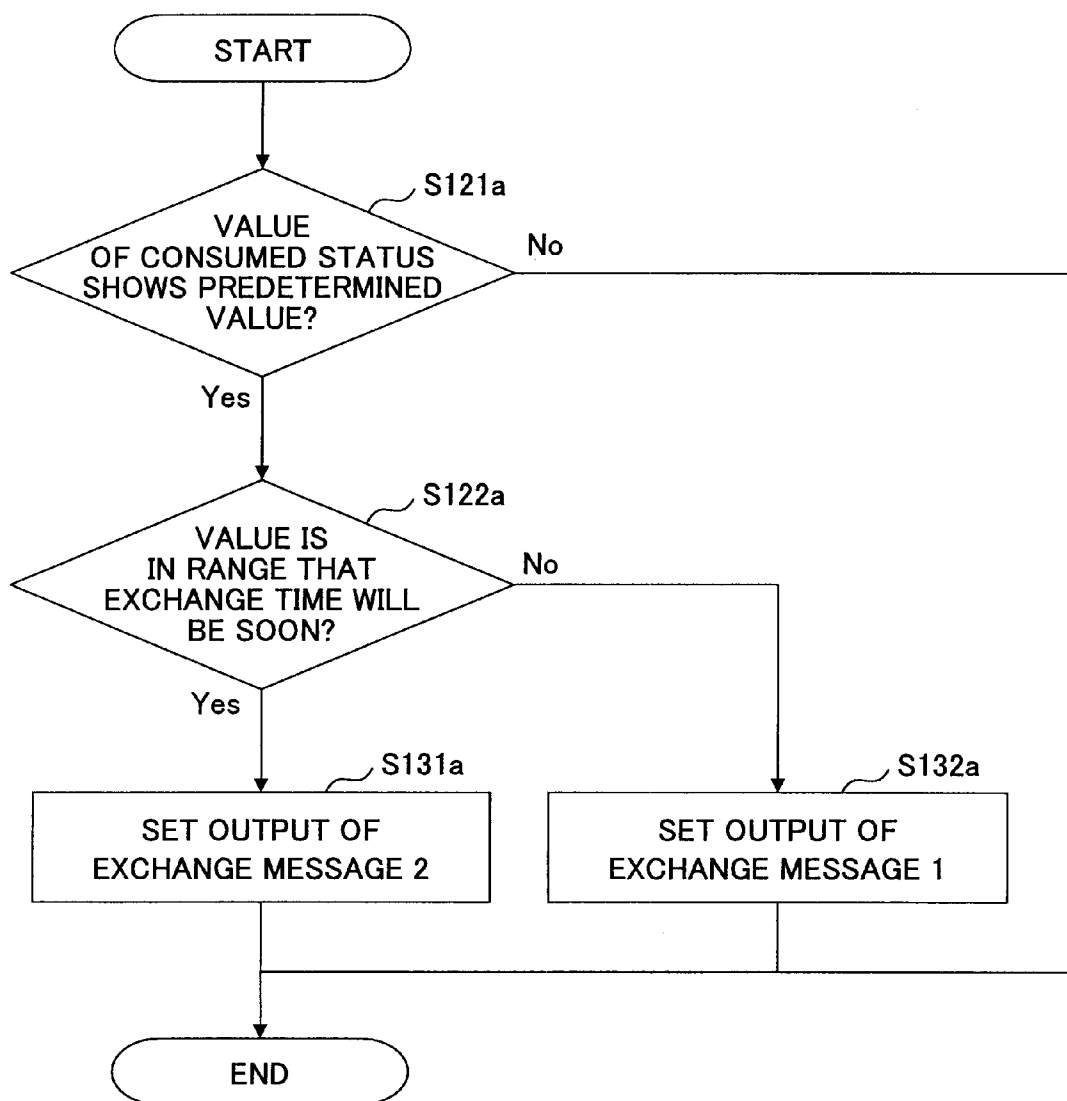 START
S121a
VALUE
OF CONSUMED STATUS
SHOWS PREDETERMINED
VALUE?
No
Yes
S122a
VALUE IS
IN RANGE THAT
EXCHANGE TIME WILL
BE SOON?
No
Yes
S131a
SET OUTPUT OF
EXCHANGE MESSAGE 2
S132a
SET OUTPUT OF
EXCHANGE MESSAGE 1
END